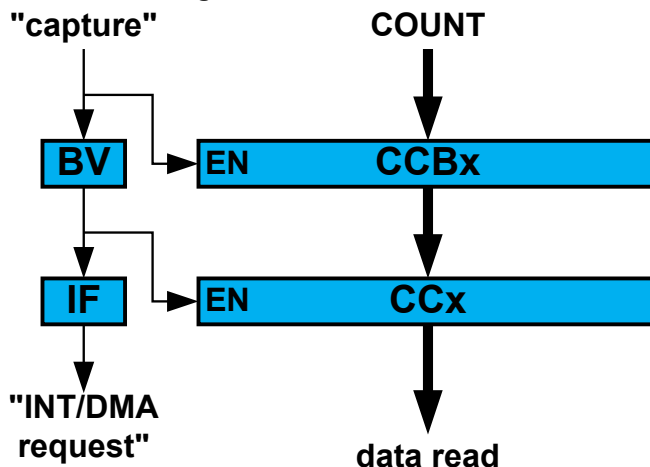 "capture"
COUNT
BV
EN
CCBx
IF
EN
CCx
"INT/DMA
request"
data read